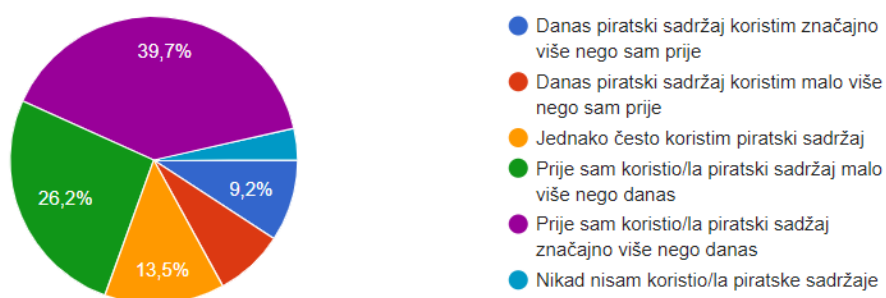 39,7%
26,2%
13,5%
9,2%
Danas piratski sadržaj koristim značajno
više nego sam prije
Danas piratski sadržaj koristim malo više
nego sam prije
Jednako često koristim piratski sadržaj
Prije sam koristio/la piratski sadržaj malo
više nego danas
Prije sam koristio/la piratski sadžaj
značajno više nego danas
Nikad nisam koristio/la piratske sadržaje